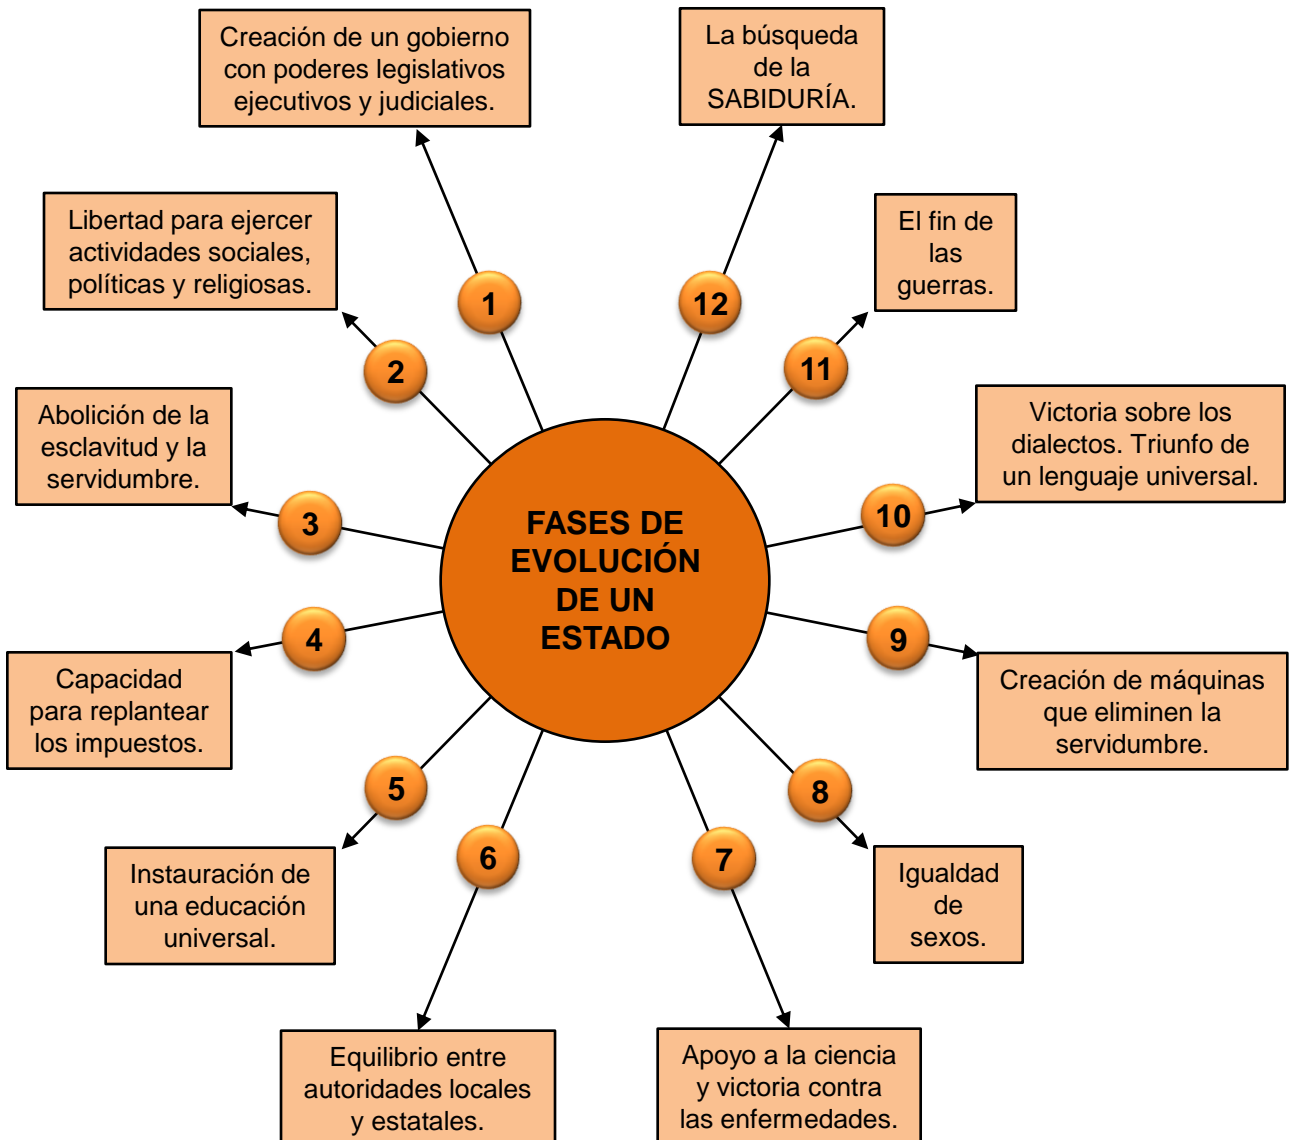 FASES DE
EVOLUCIÓN
DE UN
ESTADO
1
Creación de un gobierno
con poderes legislativos
ejecutivos y judiciales.
2
Libertad para ejercer
actividades sociales,
políticas y religiosas.
3
Abolición de la
esclavitud y la
servidumbre.
4
Capacidad
para replantear
los impuestos.
5
Instauración de
una educación
universal.
6
Equilibrio entre
autoridades locales
y estatales.
7
Apoyo a la ciencia
y victoria contra
las enfermedades.
8
Igualdad
de
sexos.
9
Creación de máquinas
que eliminen la
servidumbre.
10
Victoria sobre los
dialectos. Triunfo de
un lenguaje universal.
11
El fin de
las
guerras.
12
La búsqueda
de la
SABIDURÍA.